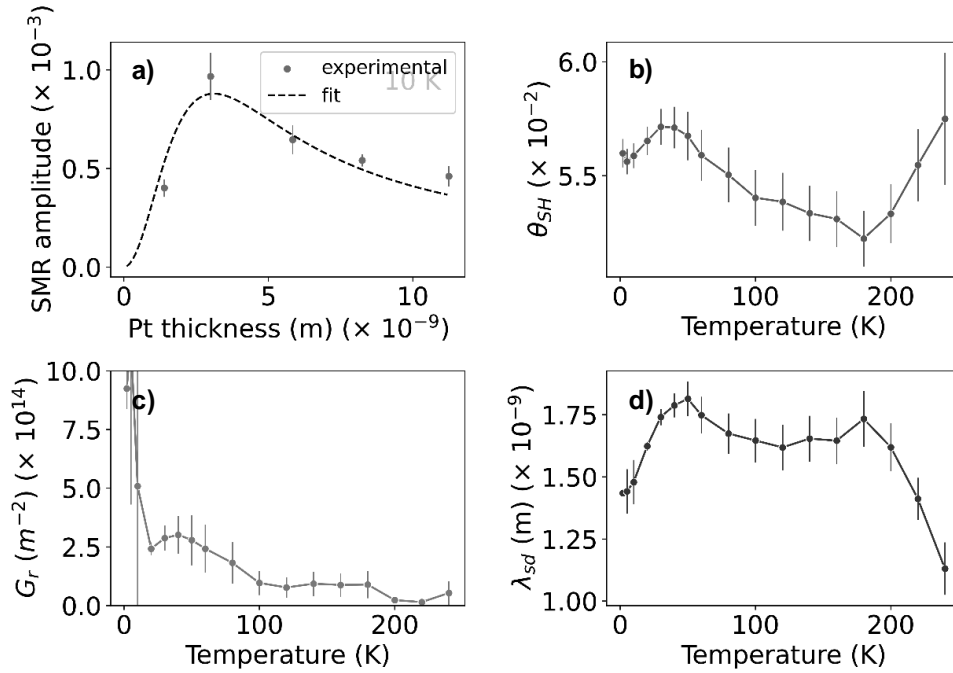 a)
SMR amplitude (× 10⁻³)
1.0
0.5
0.0
experimental
fit
10 K
0
5
10
Pt thickness (m) (× 10⁻⁹)
b)
θ_SH (× 10⁻²)
6.0
5.5
0
100
200
Temperature (K)
c)
G_r (m⁻²) (× 10¹⁴)
10.0
7.5
5.0
2.5
0.0
0
100
200
Temperature (K)
d)
λ_sd (m) (× 10⁻⁹)
1.75
1.50
1.25
1.00
0
100
200
Temperature (K)